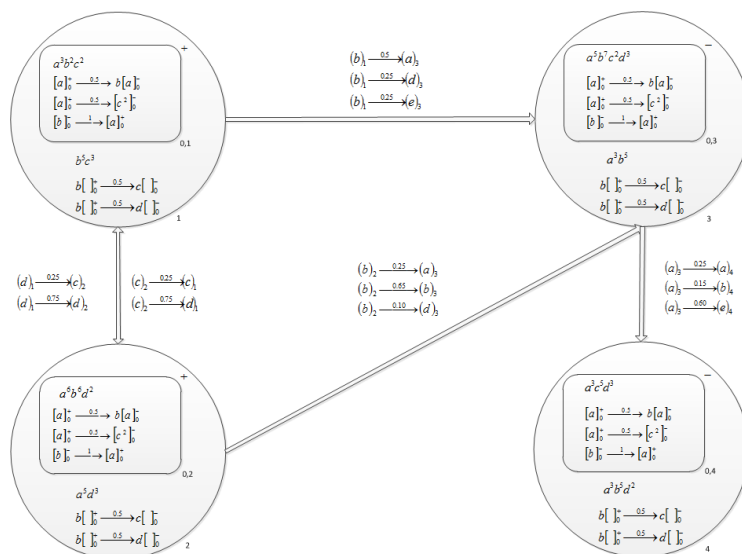 +
a³b²c²
[a]₀⁺ —0.5→ b[a]₀⁻
[a]₀⁺ —0.5→ [c²]₀⁻
[b]₀⁻ —1→ [a]₀⁺
0,1
b⁵c³
b[ ]₀⁺ —0.5→ c[ ]₀⁻
b[ ]₀⁺ —0.5→ d[ ]₀⁻
1
(b)₁ —0.5→ (a)₃
(b)₁ —0.25→ (d)₃
(b)₁ —0.25→ (e)₃
−
a⁵b⁷c²d³
[a]₀⁺ —0.5→ b[a]₀⁻
[a]₀⁺ —0.5→ [c²]₀⁻
[b]₀⁻ —1→ [a]₀⁺
0,3
a³b⁵
b[ ]₀⁺ —0.5→ c[ ]₀⁻
b[ ]₀⁺ —0.5→ d[ ]₀⁻
3
(d)₁ —0.25→ (c)₂
(d)₁ —0.75→ (d)₂
(c)₂ —0.25→ (c)₁
(c)₂ —0.75→ (d)₁
(b)₂ —0.25→ (a)₃
(b)₂ —0.65→ (b)₃
(b)₂ —0.10→ (d)₃
(a)₃ —0.25→ (a)₄
(a)₃ —0.15→ (b)₄
(a)₃ —0.60→ (e)₄
+
a⁶b⁶d²
[a]₀⁺ —0.5→ b[a]₀⁻
[a]₀⁺ —0.5→ [c²]₀⁻
[b]₀⁻ —1→ [a]₀⁺
0,2
a⁵d³
b[ ]₀⁺ —0.5→ c[ ]₀⁻
b[ ]₀⁺ —0.5→ d[ ]₀⁻
2
−
a³c⁵d³
[a]₀⁺ —0.5→ b[a]₀⁻
[a]₀⁺ —0.5→ [c²]₀⁻
[b]₀⁻ —1→ [a]₀⁺
0,4
a³b⁵d²
b[ ]₀⁺ —0.5→ c[ ]₀⁻
b[ ]₀⁺ —0.5→ d[ ]₀⁻
4